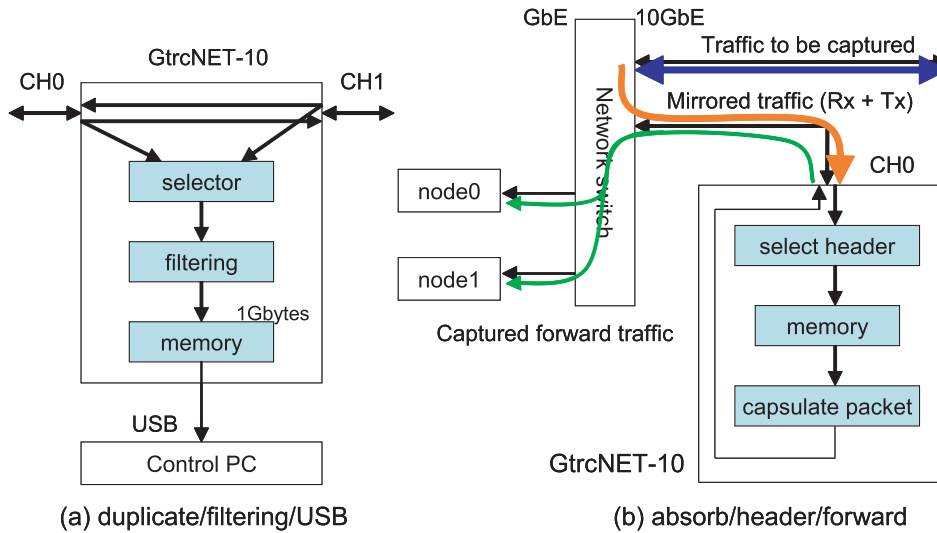 GtrcNET-10
CH0
CH1
selector
filtering
1Gbytes
memory
USB
Control PC
(a) duplicate/filtering/USB
GbE
10GbE
Traffic to be captured
Mirrored traffic (Rx + Tx)
Network switch
CH0
node0
node1
select header
memory
capsulate packet
Captured forward traffic
GtrcNET-10
(b) absorb/header/forward